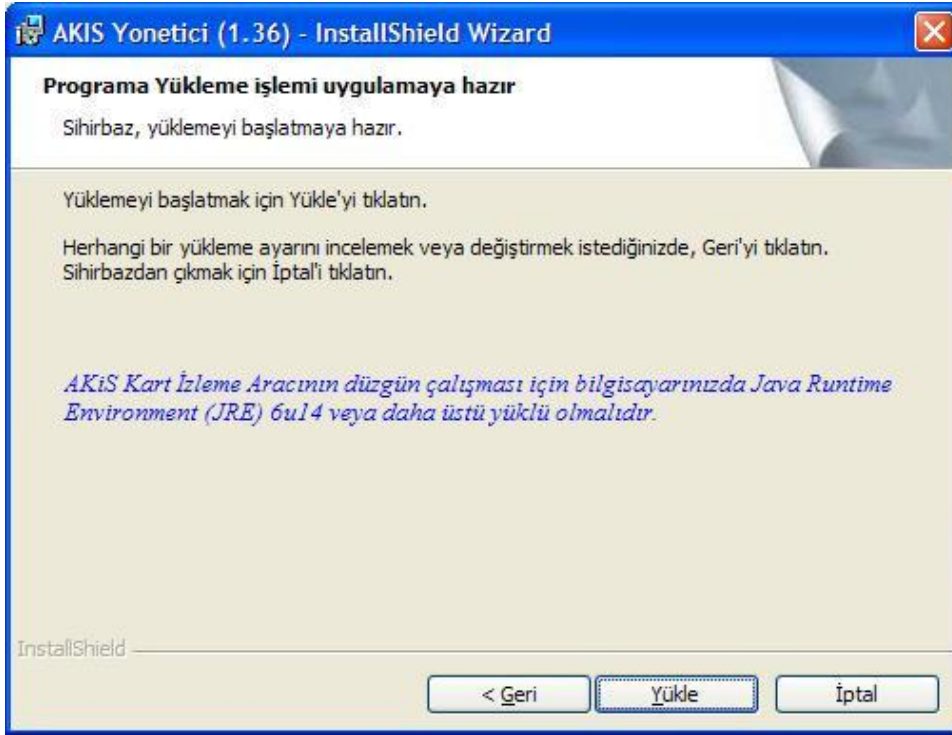 AKIS Yonetici (1.36) - InstallShield Wizard
Programa Yükleme işlemi uygulamaya hazır
Sihirbaz, yüklemeyi başlatmaya hazır.
Yüklemeyi başlatmak için Yükle'yi tıklatın.
Herhangi bir yükleme ayarını incelemek veya değiştirmek istediğinizde, Geri'yi tıklatın.
Sihirbazdan çıkmak için İptal'i tıklatın.
AKiS Kart İzleme Aracının düzgün çalışması için bilgisayarınızda Java Runtime
Environment (JRE) 6u14 veya daha üstü yüklü olmalıdır.
InstallShield
< Geri Yükle İptal